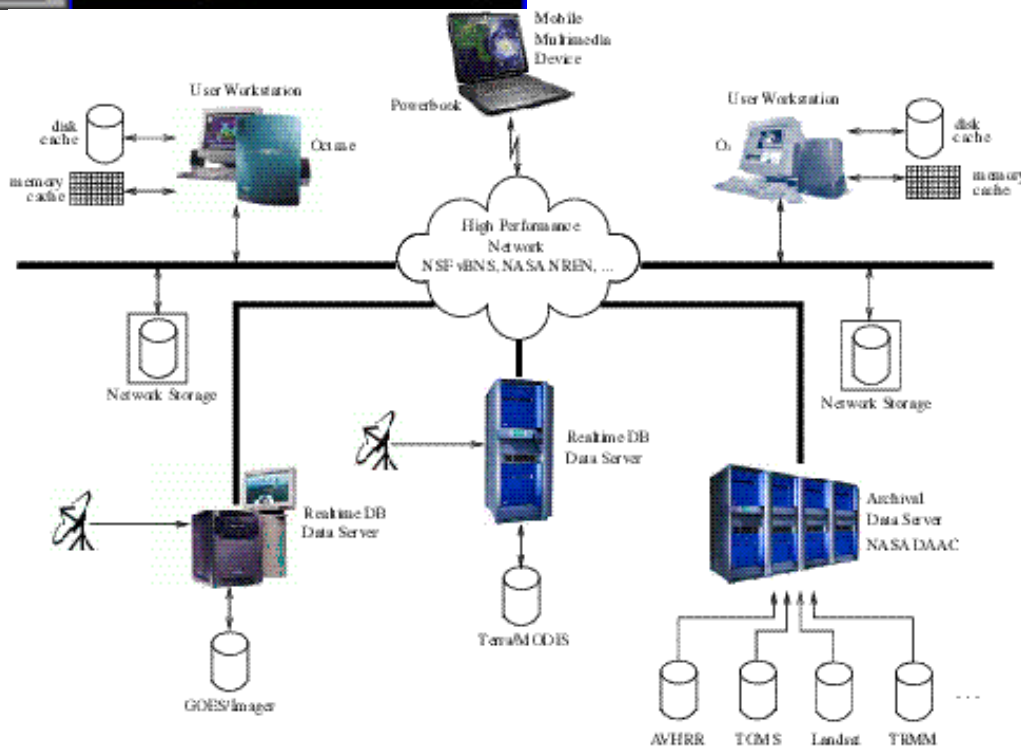 Mobile
Multimedia
Device
Powerbook
User Workstation
disk
cache
Octane
memory
cache
User Workstation
O₂
disk
cache
memory
cache
High Performance
Network
NSF vBNS, NASA NREN, ...
Network Storage
Network Storage
Realtime DB
Data Server
Realtime DB
Data Server
Archival
Data Server
NASA DAAC
Terra/MODIS
GOES/Imager
AVHRR
TOMS
Landsat
TRMM
...